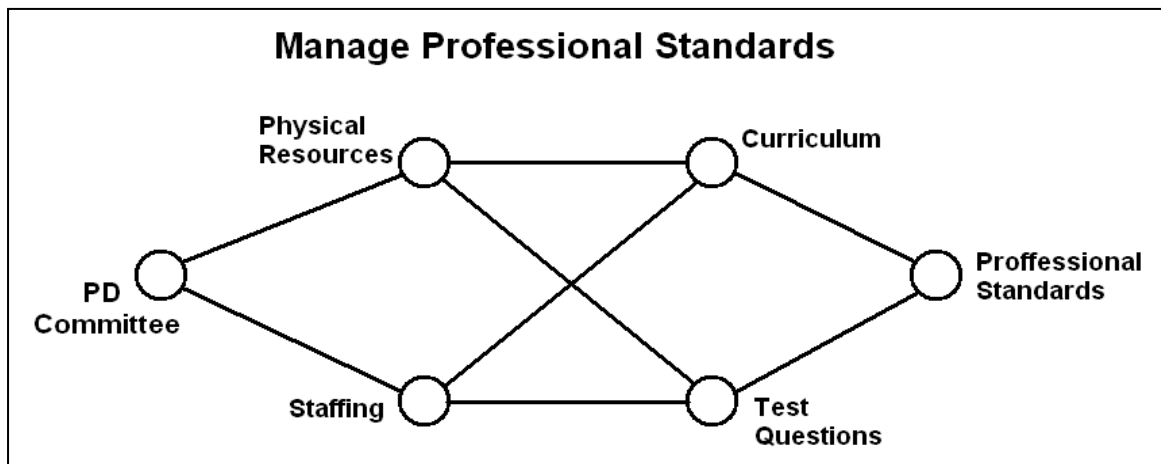 Manage Professional Standards
Physical
Resources
Curriculum
PD
Committee
Proffessional
Standards
Staffing
Test
Questions